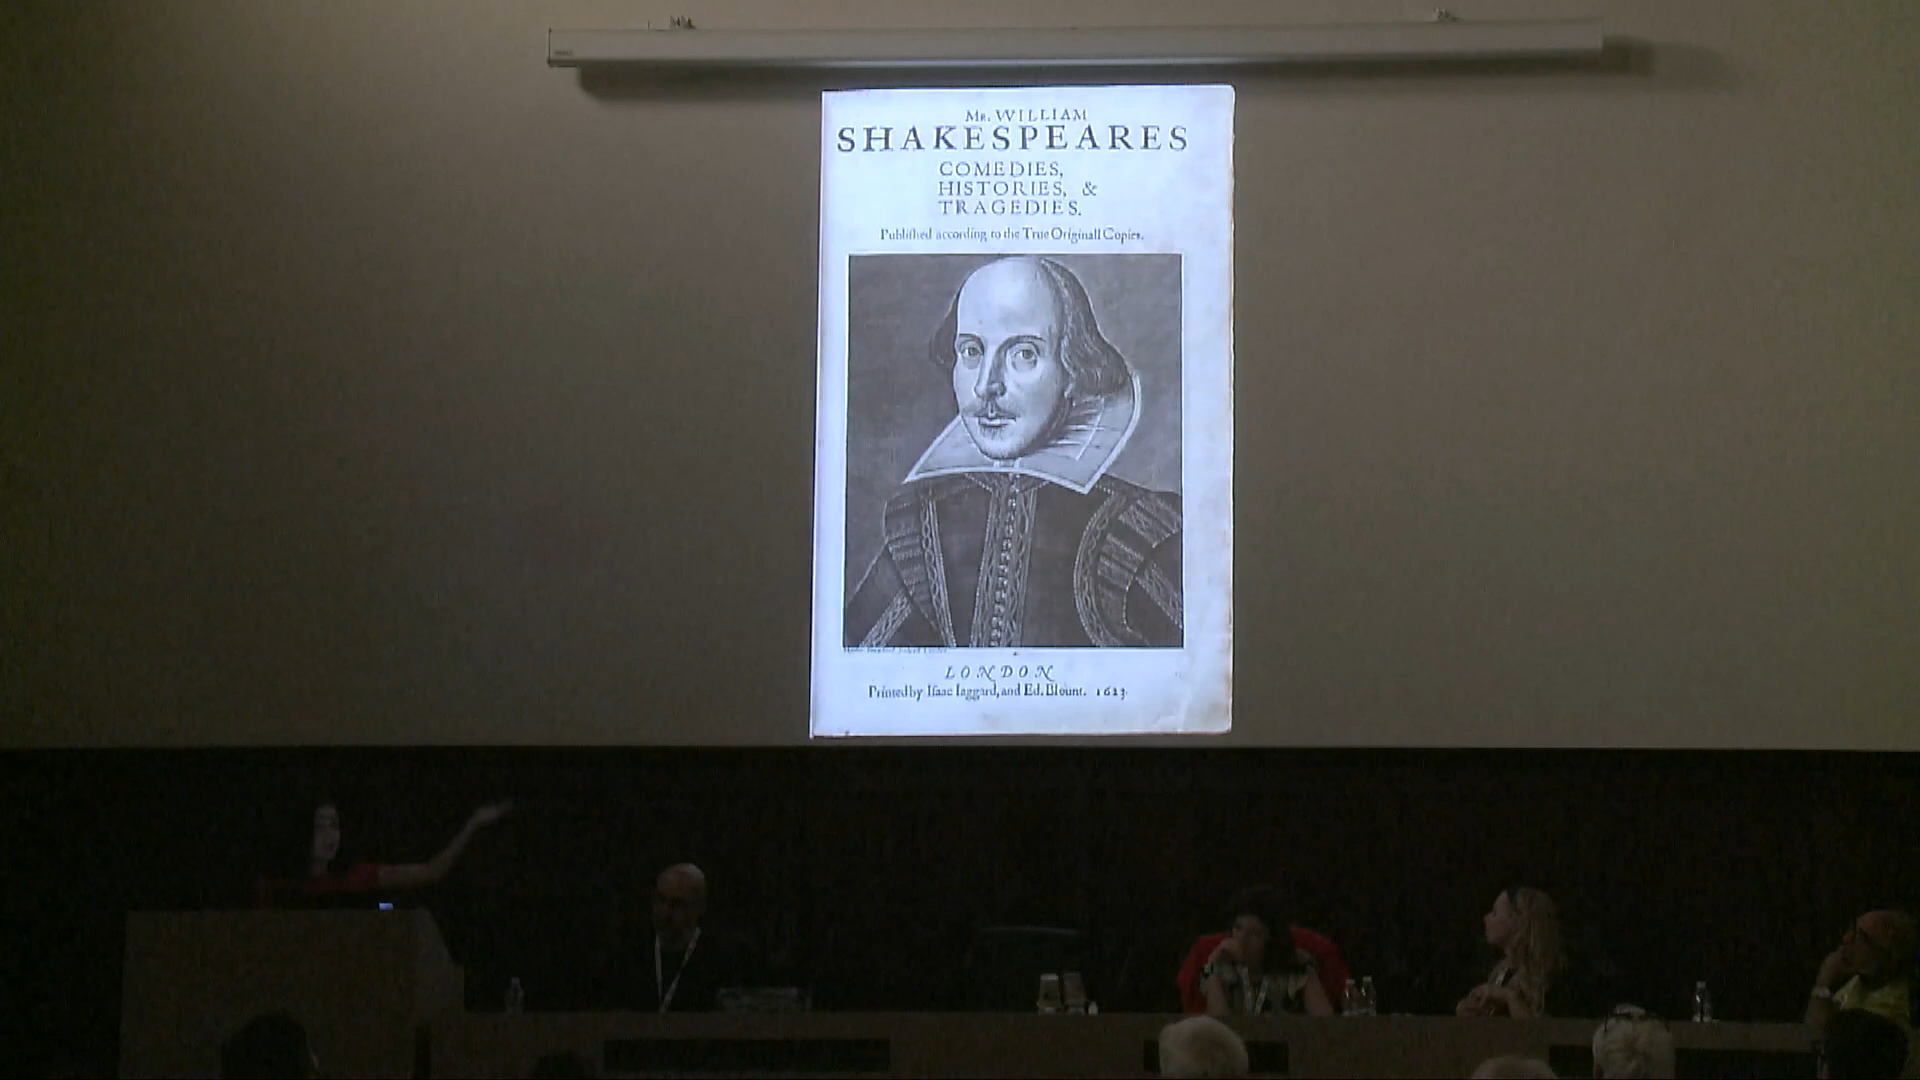 MR. WILLIAM
SHAKESPEARES
COMEDIES,
HISTORIES, &
TRAGEDIES.
Publiſhed according to the True Originall Copies.
LONDON
Printed by Iſaac Iaggard, and Ed. Blount. 1623.